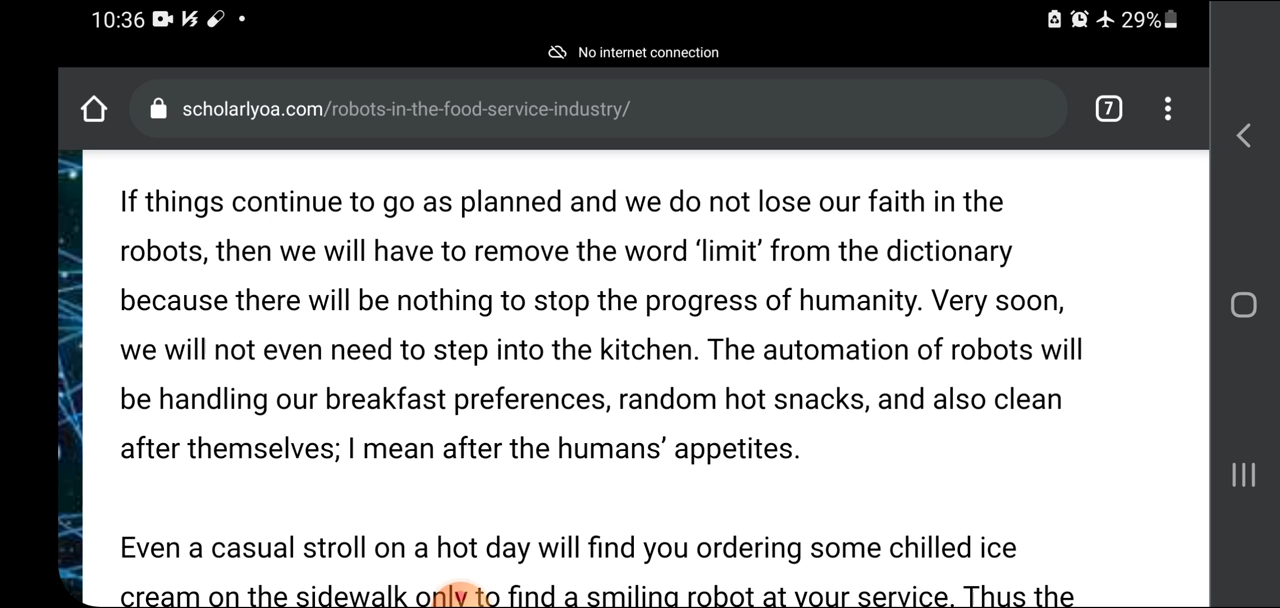 10:36
29%
No internet connection
scholarlyoa.com/robots-in-the-food-service-industry/
7
If things continue to go as planned and we do not lose our faith in the
robots, then we will have to remove the word ‘limit’ from the dictionary
because there will be nothing to stop the progress of humanity. Very soon,
we will not even need to step into the kitchen. The automation of robots will
be handling our breakfast preferences, random hot snacks, and also clean
after themselves; I mean after the humans’ appetites.
Even a casual stroll on a hot day will find you ordering some chilled ice
cream on the sidewalk only to find a smiling robot at your service. Thus the